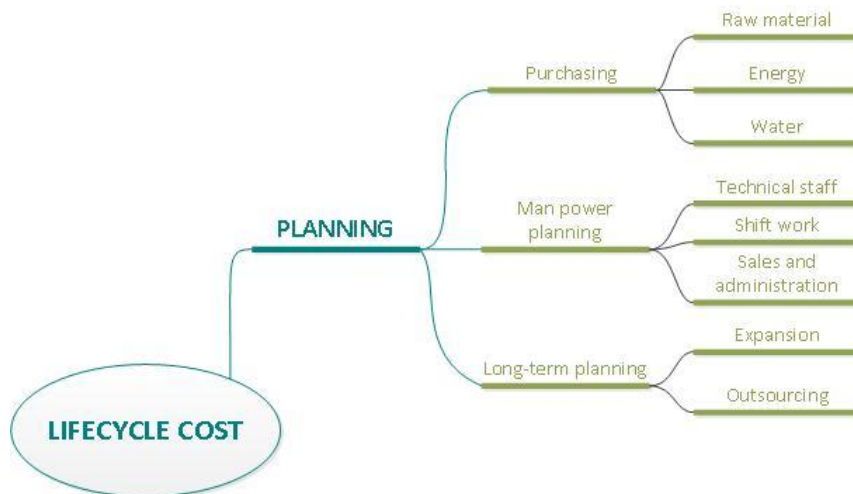 Raw material
Purchasing
Energy
Water
Technical staff
Man power
planning
Shift work
PLANNING
Sales and
administration
Expansion
Long-term planning
Outsourcing
LIFECYCLE COST